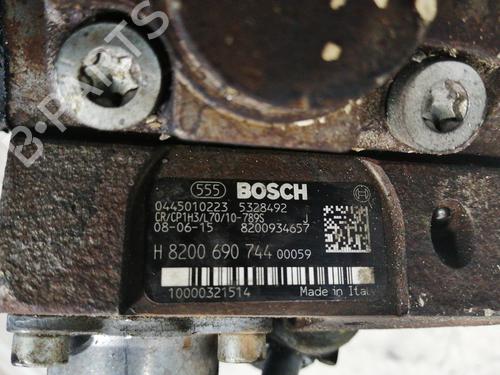 B-PARTS
555 BOSCH
0445010223 5328492
CR/CP1H3/L70/10-789S J
08-06-15 8200934657
H 8200 690 744 00059
10000321514 Made in Italy